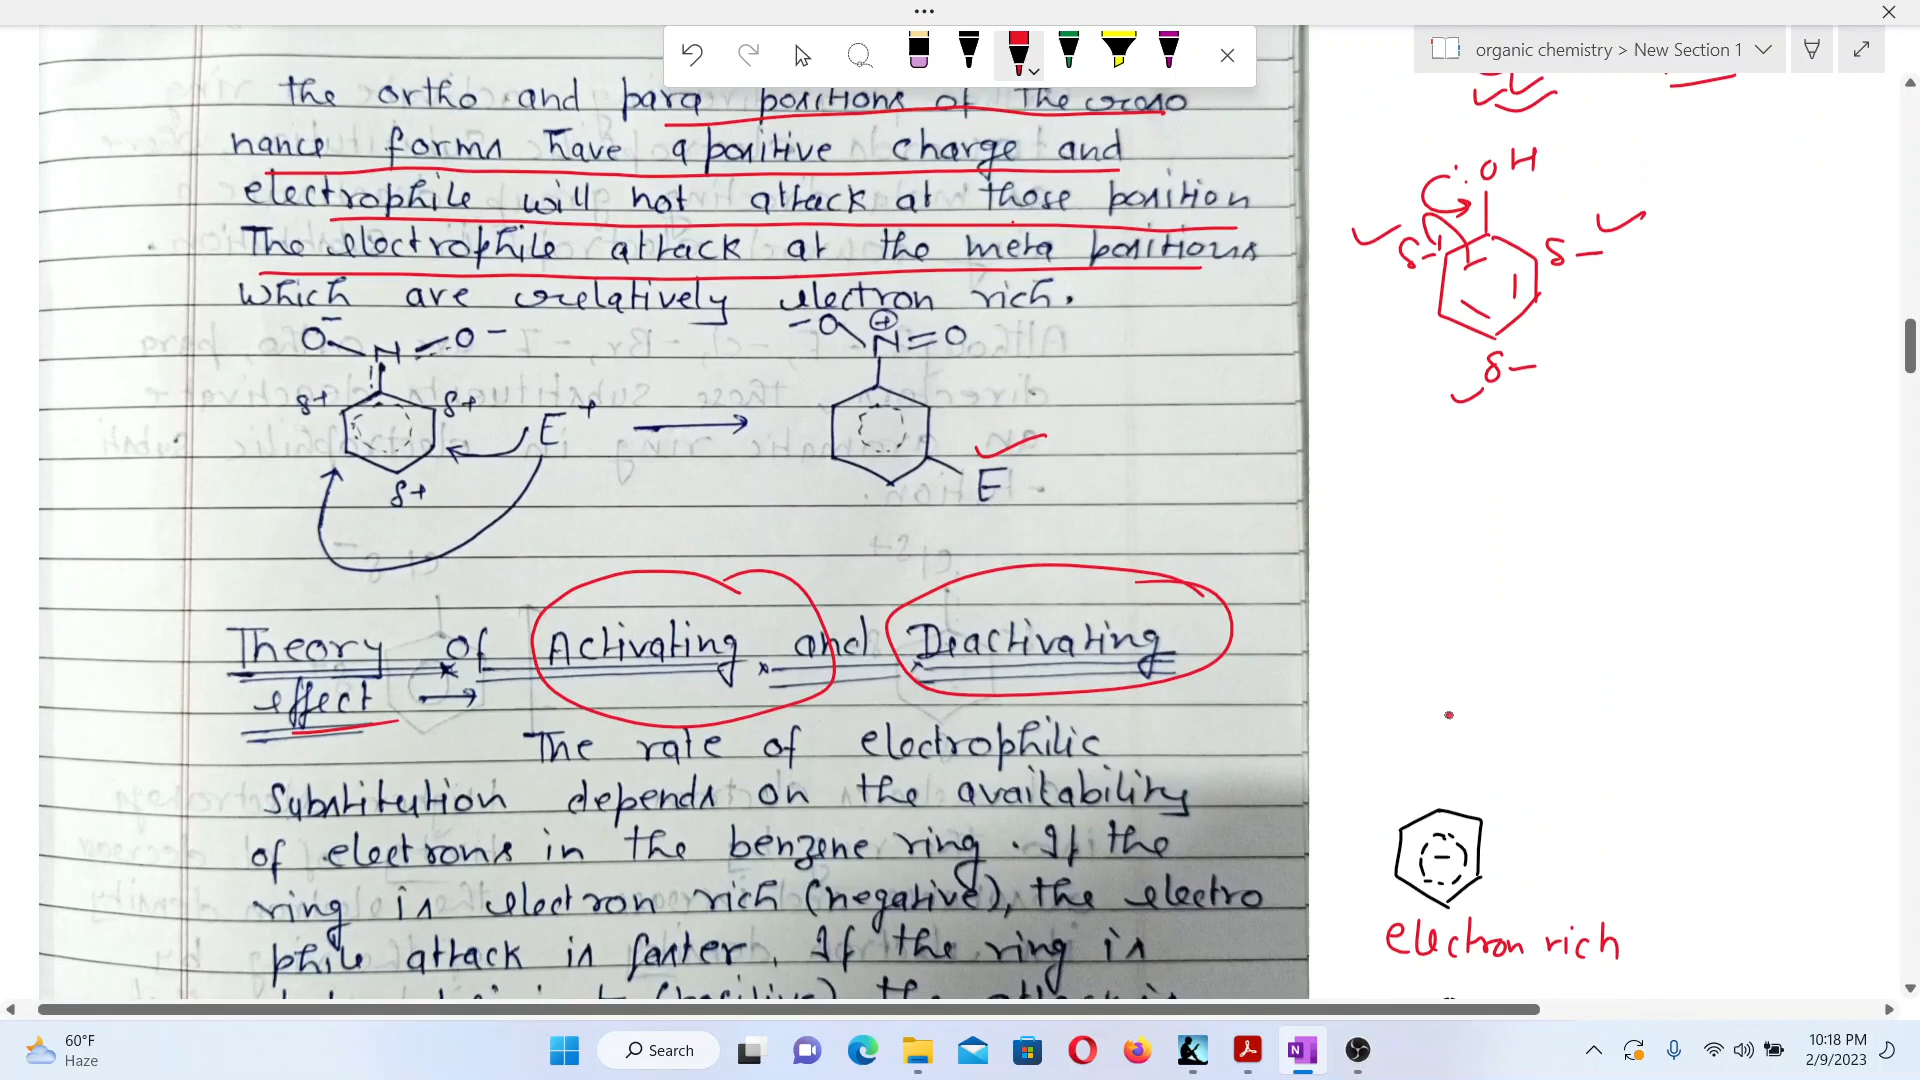 organic chemistry > New Section 1
the ortho and para positions of the reso
nance forms have a positive charge and
electrophile will not attack at those position
The electrophile attack at the meta positions
which are relatively electron rich.
O⁻ N = O⁻
δ+ δ+ E+
δ+
⁻O N⊕ = O
E
Theory of Activating and Deactivating
effect →
The rate of electrophilic
Substitution depends on the availability
of electrons in the benzene ring. If the
ring is electron rich (negative), the electro
phile attack is faster. If the ring is
:OH
δ- δ-
δ-
electron rich
60°F
Haze
Search
10:18 PM
2/9/2023